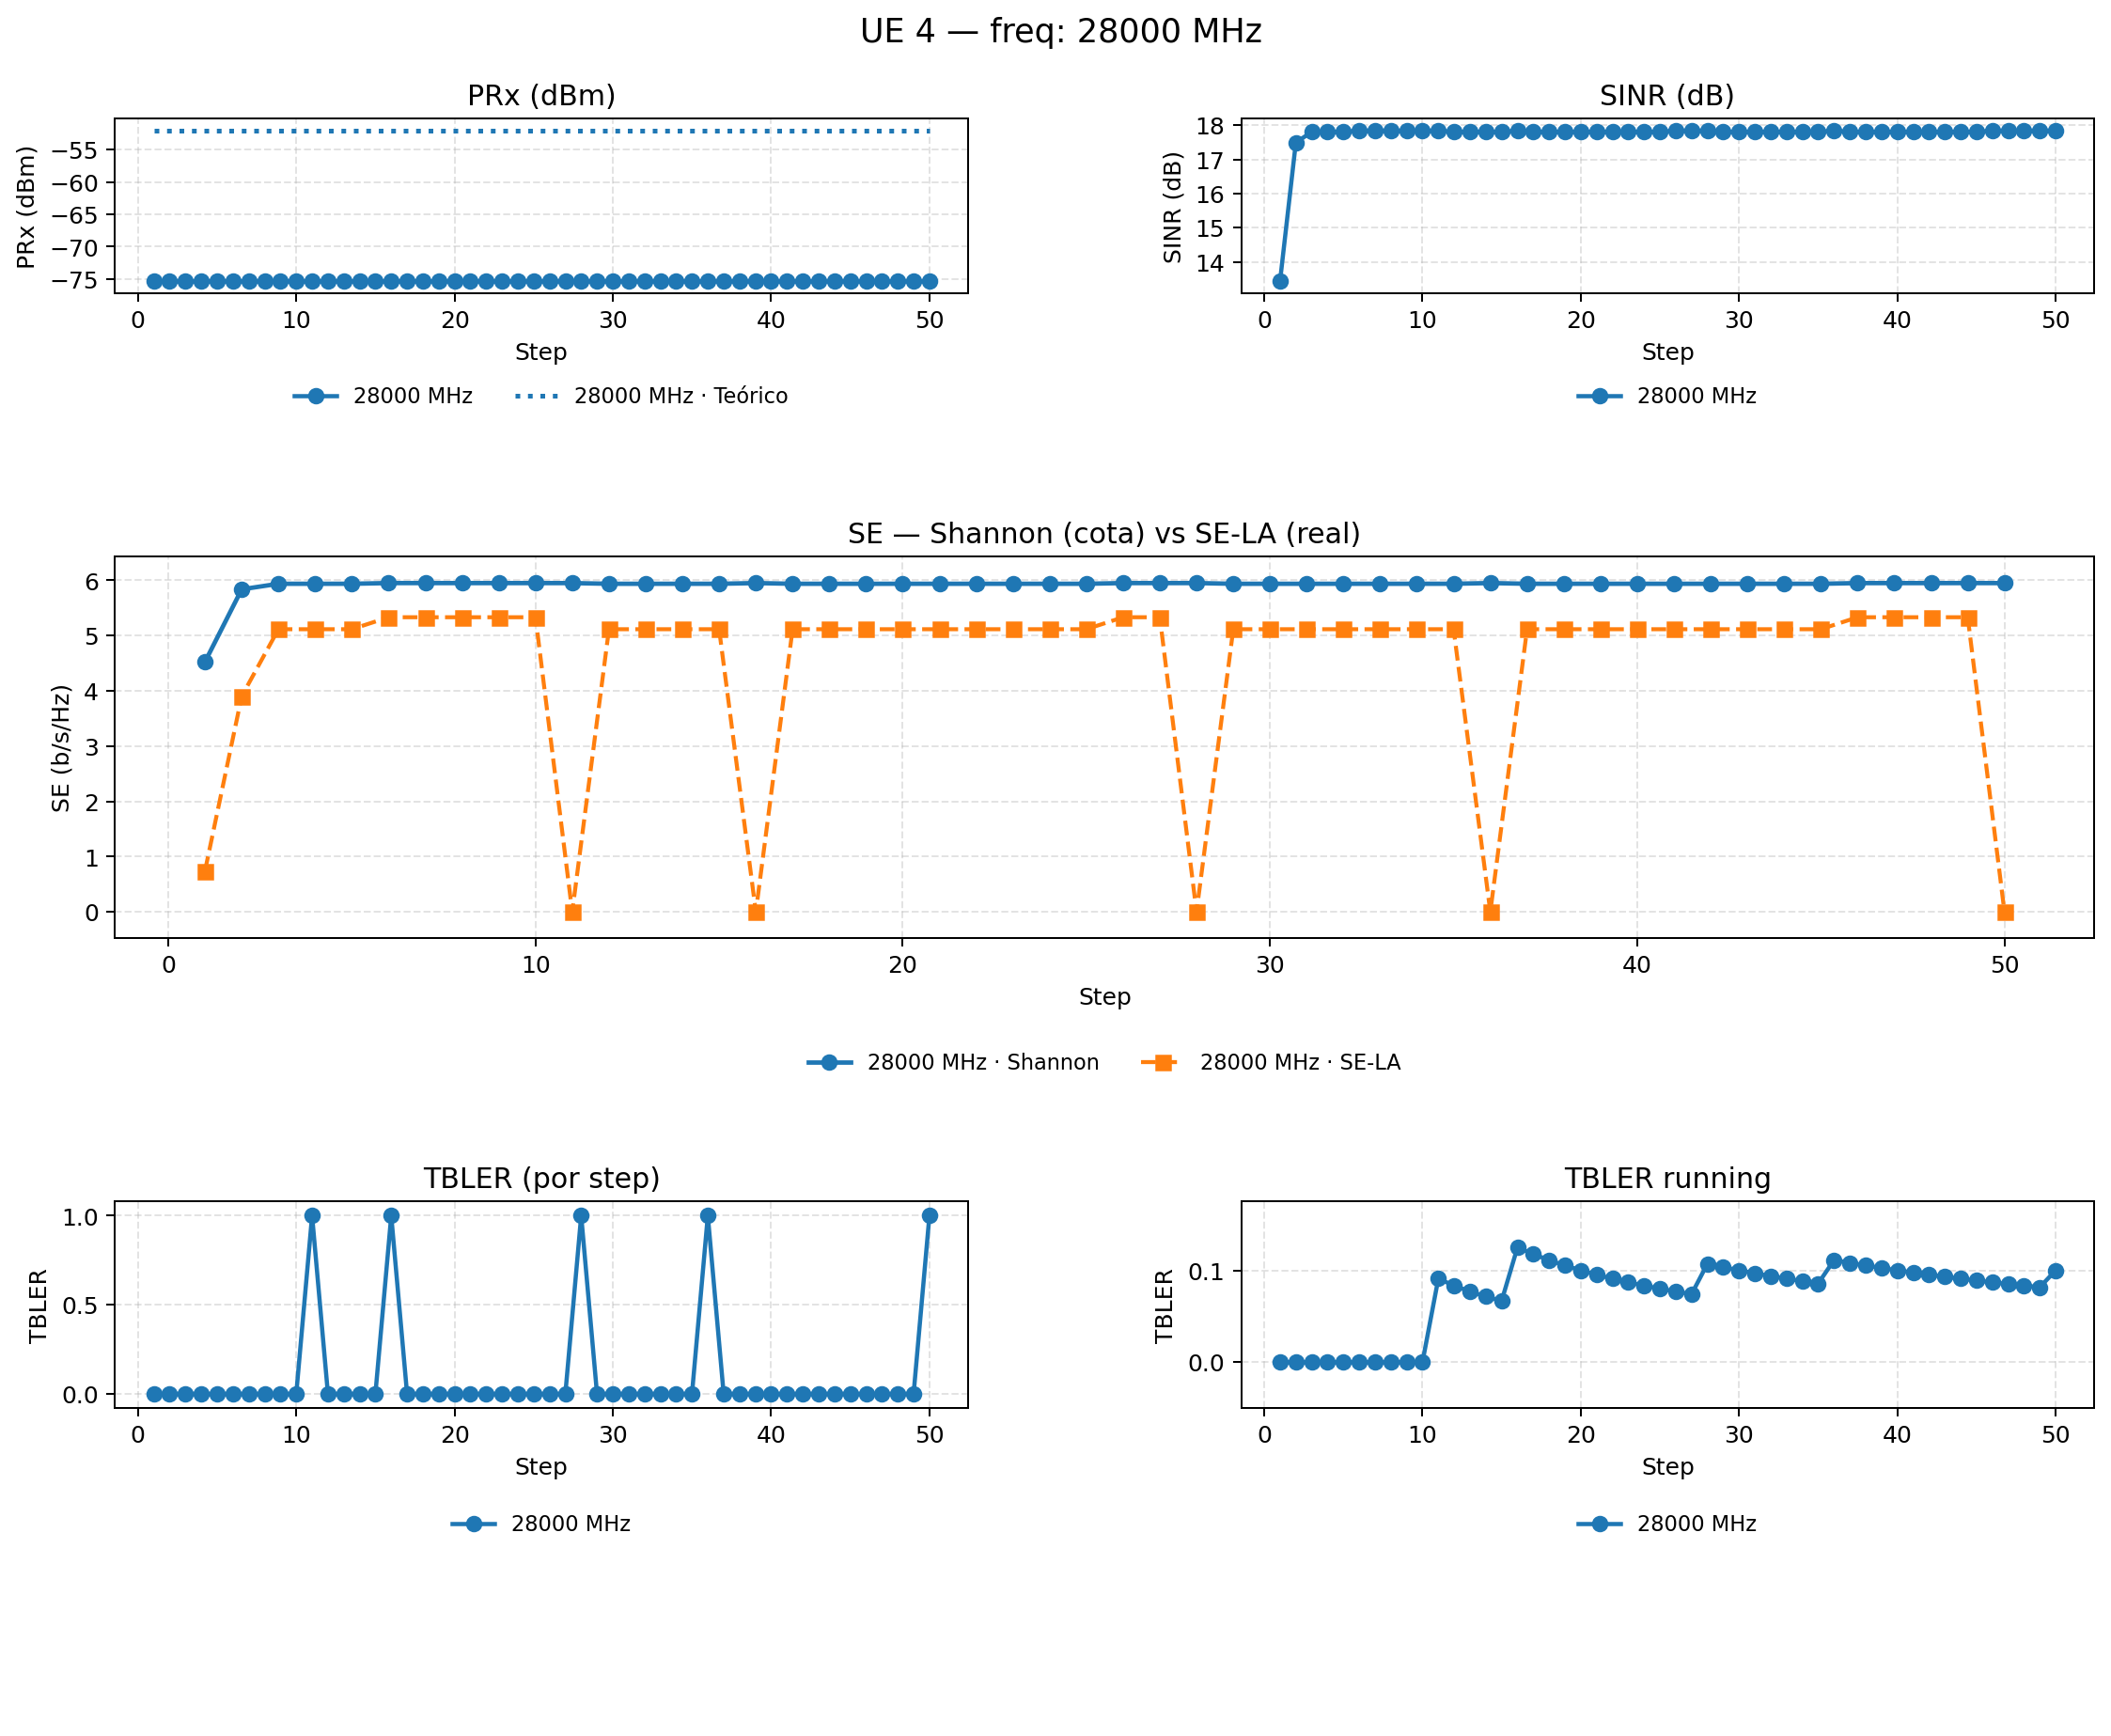 UE 4 — freq: 28000 MHz
PRx (dBm)
PRx (dBm)
−55
−60
−65
−70
−75
0 10 20 30 40 50
Step
28000 MHz 28000 MHz · Teórico
SINR (dB)
SINR (dB)
18
17
16
15
14
0 10 20 30 40 50
Step
28000 MHz
SE — Shannon (cota) vs SE-LA (real)
SE (b/s/Hz)
6
5
4
3
2
1
0
0 10 20 30 40 50
Step
28000 MHz · Shannon 28000 MHz · SE-LA
TBLER (por step)
TBLER
1.0
0.5
0.0
0 10 20 30 40 50
Step
28000 MHz
TBLER running
TBLER
0.1
0.0
0 10 20 30 40 50
Step
28000 MHz